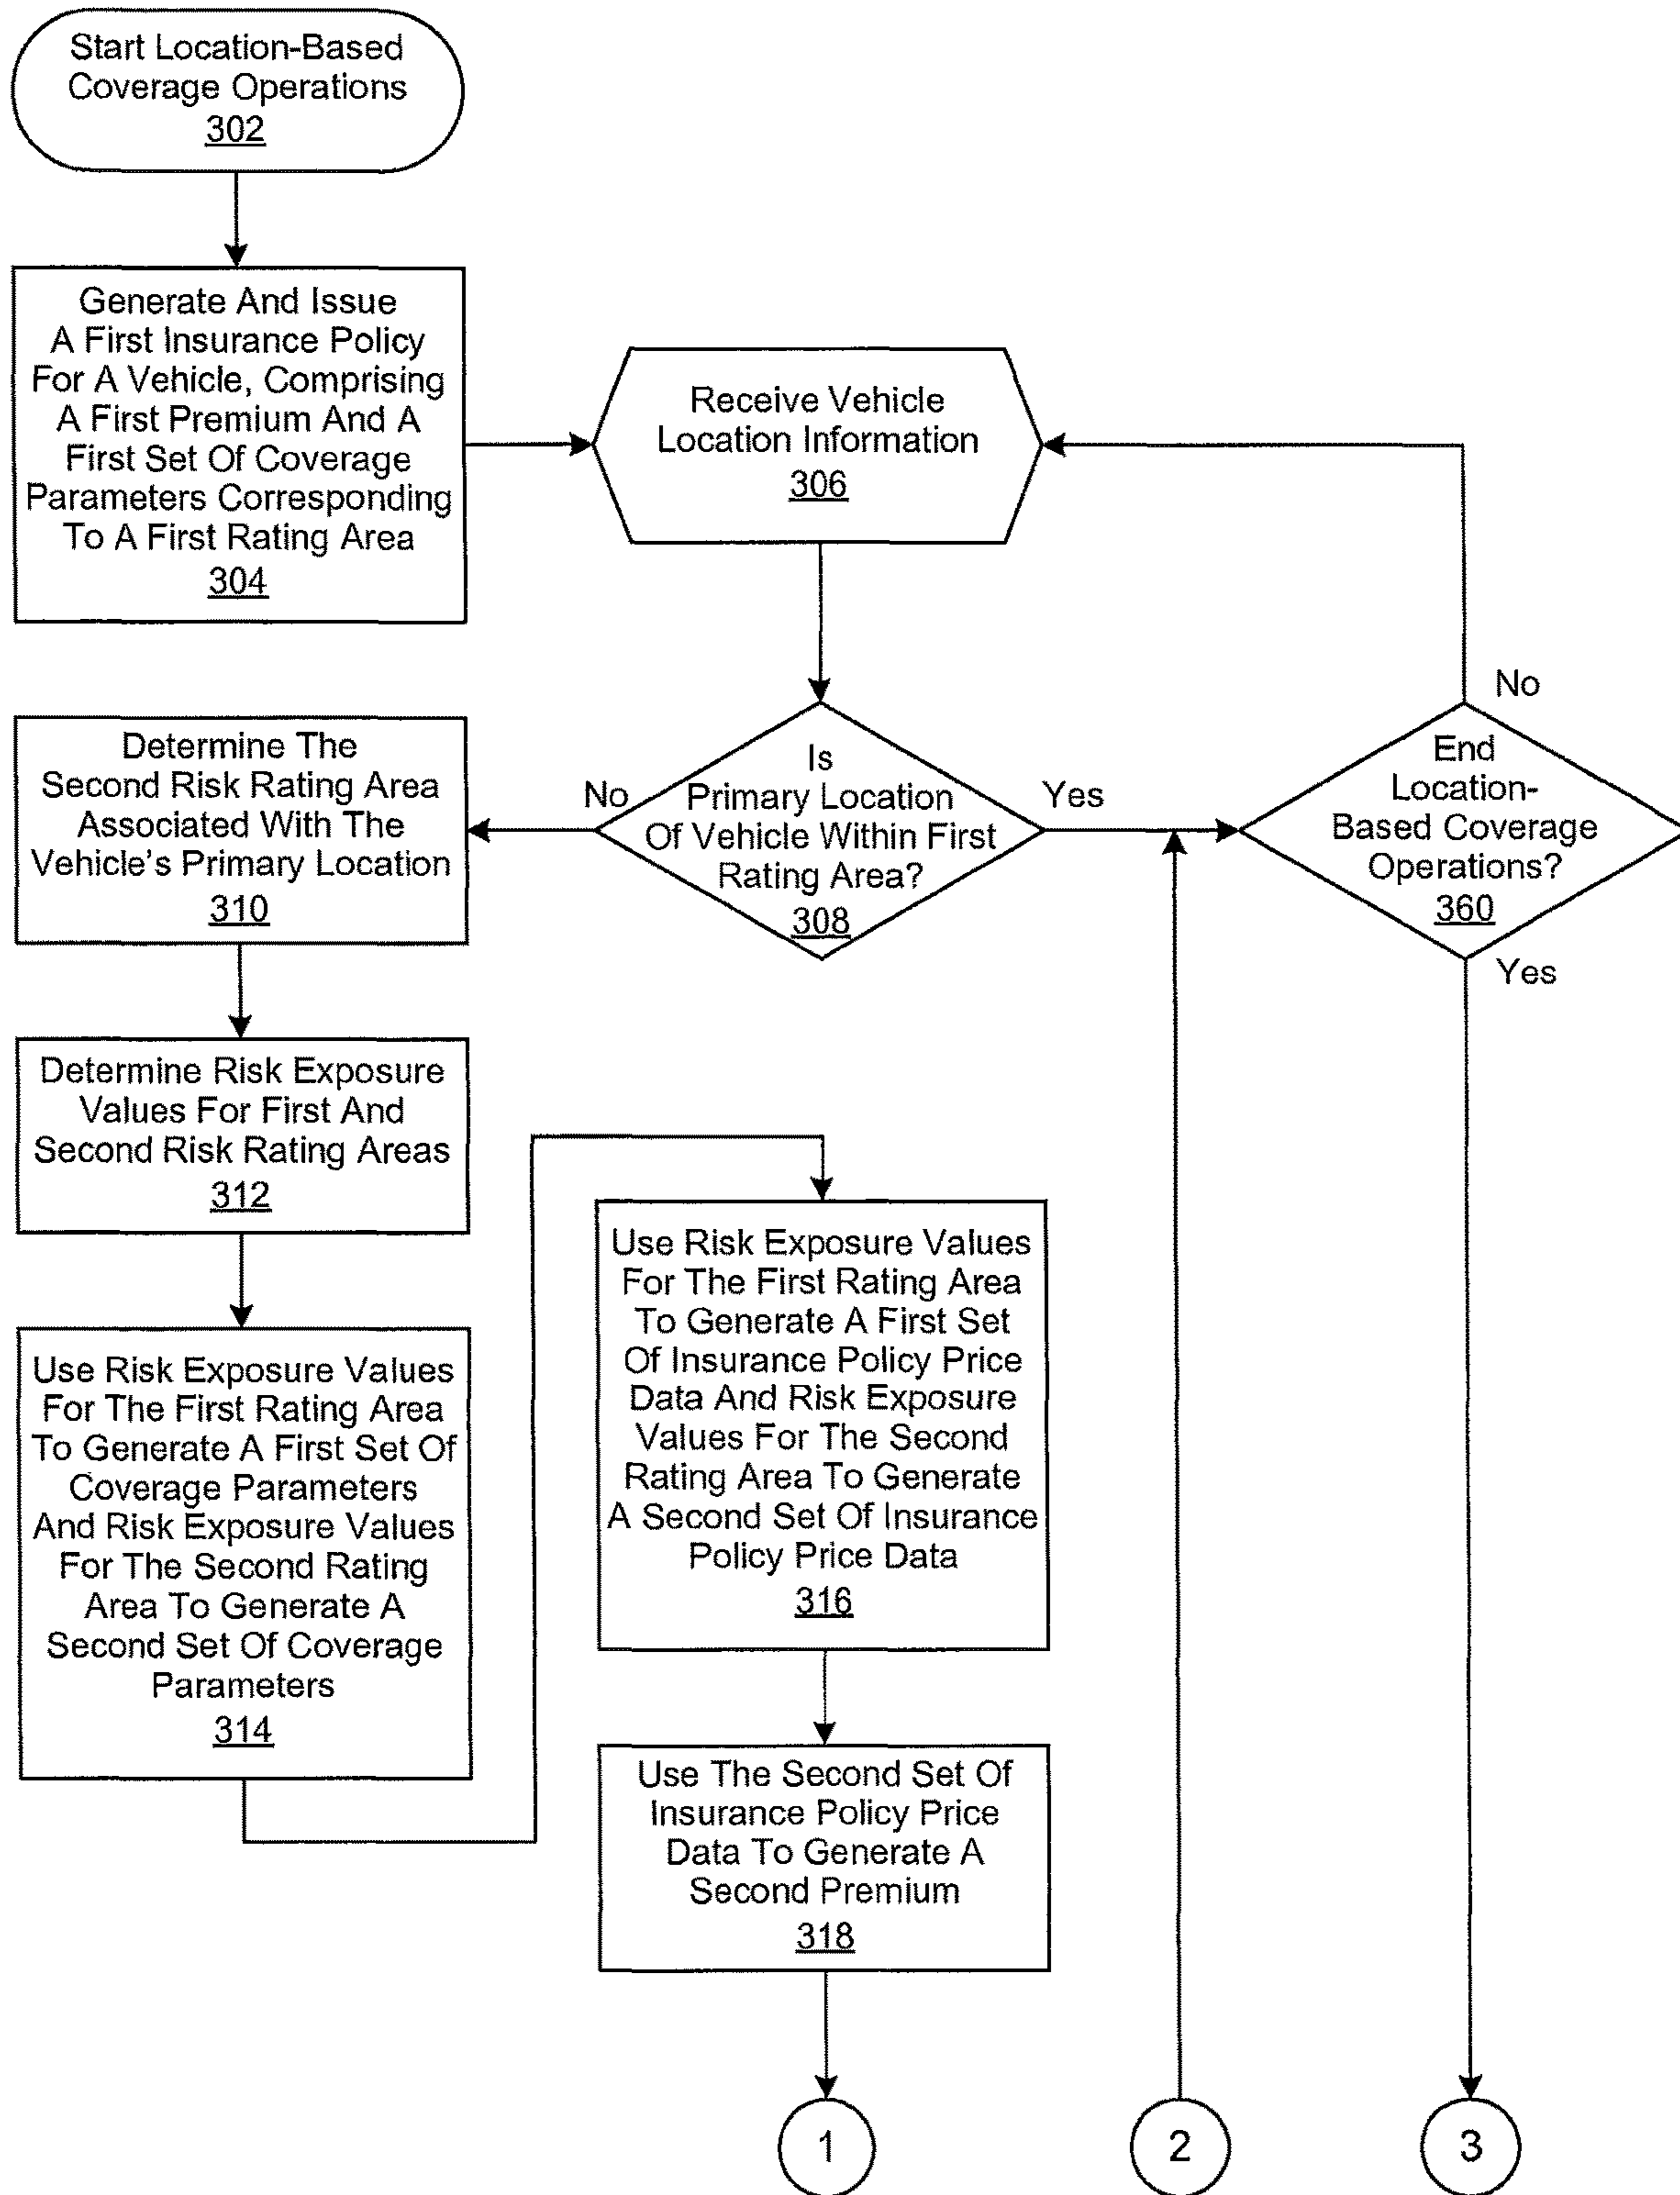 Start Location-Based
Coverage Operations
302
Generate And Issue
A First Insurance Policy
For A Vehicle, Comprising
A First Premium And A
First Set Of Coverage
Parameters Corresponding
To A First Rating Area
304
Receive Vehicle
Location Information
306
Is
Primary Location
Of Vehicle Within First
Rating Area?
308
No
Yes
End
Location-
Based Coverage
Operations?
360
No
Yes
Determine The
Second Risk Rating Area
Associated With The
Vehicle's Primary Location
310
Determine Risk Exposure
Values For First And
Second Risk Rating Areas
312
Use Risk Exposure Values
For The First Rating Area
To Generate A First Set Of
Coverage Parameters
And Risk Exposure Values
For The Second Rating
Area To Generate A
Second Set Of Coverage
Parameters
314
Use Risk Exposure Values
For The First Rating Area
To Generate A First Set
Of Insurance Policy Price
Data And Risk Exposure
Values For The Second
Rating Area To Generate
A Second Set Of Insurance
Policy Price Data
316
Use The Second Set Of
Insurance Policy Price
Data To Generate A
Second Premium
318
1
2
3